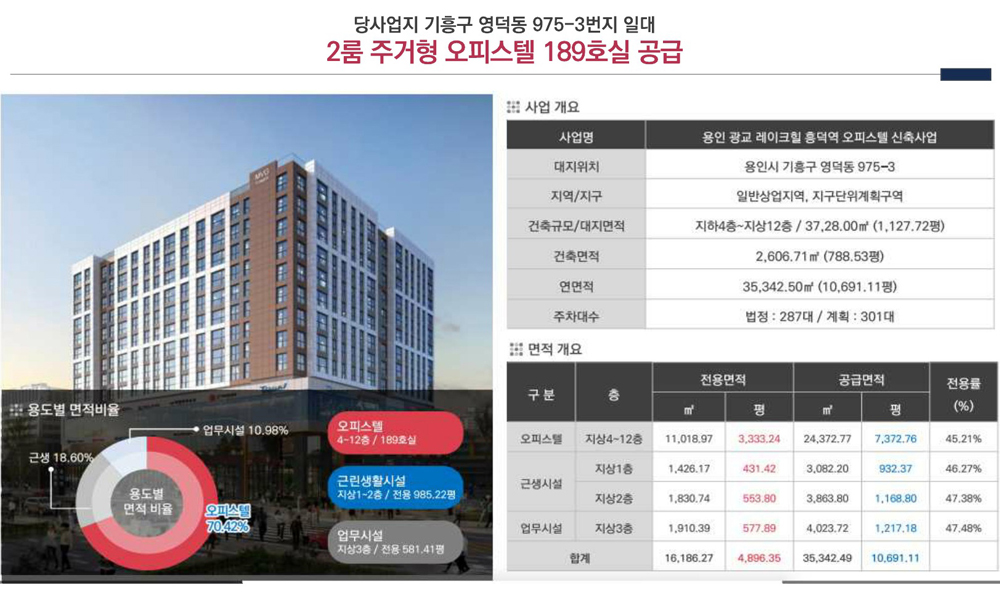 당사업지 기흥구 영덕동 975-3번지 일대
2룸 주거형 오피스텔 189호실 공급
MVG
용도별 면적비율
업무시설 10.98%
근생 18.60%
용도별
면적 비율
오피스텔
70.42%
오피스텔
4~12층 / 189호실
근린생활시설
지상1~2층 / 전용 985.22평
업무시설
지상3층 / 전용 581.41평
사업 개요
사업명 용인 광교 레이크힐 흥덕역 오피스텔 신축사업
대지위치 용인시 기흥구 영덕동 975-3
지역/지구 일반상업지역, 지구단위계획구역
건축규모/대지면적 지하4층~지상12층 / 37,28.00㎡ (1,127.72평)
건축면적 2,606.71㎡ (788.53평)
연면적 35,342.50㎡ (10,691.11평)
주차대수 법정 : 287대 / 계획 : 301대
면적 개요
구 분 층 전용면적 공급면적 전용률
㎡ 평 ㎡ 평 (%)
오피스텔 지상4~12층 11,018.97 3,333.24 24,372.77 7,372.76 45.21%
근생시설 지상1층 1,426.17 431.42 3,082.20 932.37 46.27%
지상2층 1,830.74 553.80 3,863.80 1,168.80 47.38%
업무시설 지상3층 1,910.39 577.89 4,023.72 1,217.18 47.48%
합계 16,186.27 4,896.35 35,342.49 10,691.11